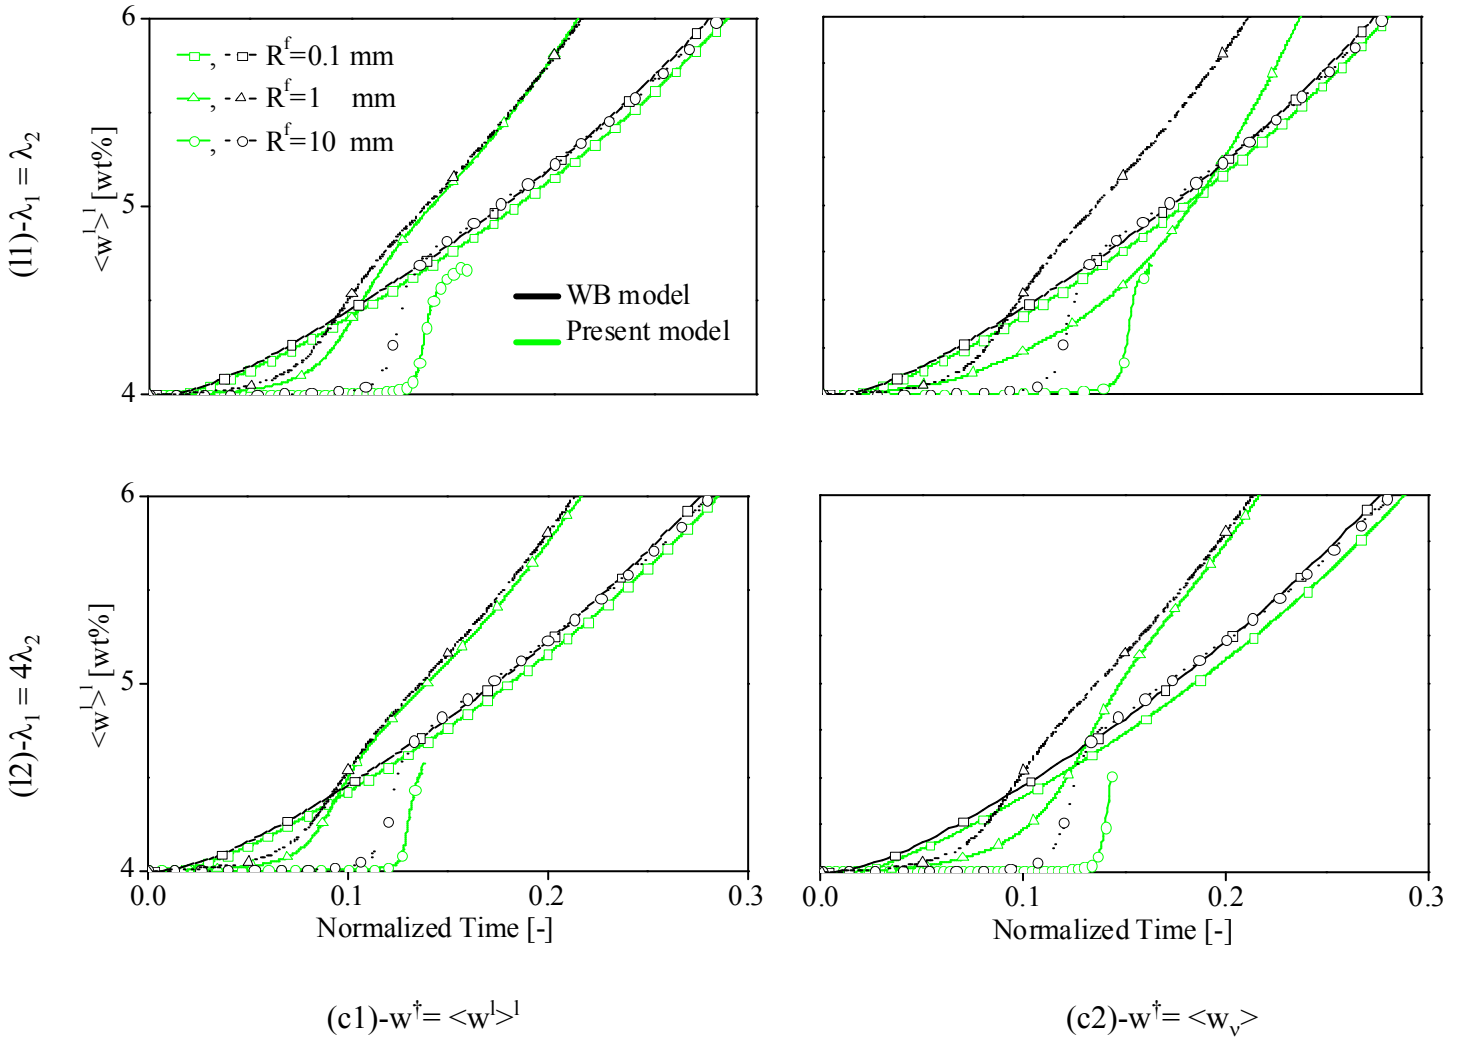 6
R^f=0.1 mm
R^f=1 mm
R^f=10 mm
(l1)-λ₁ = λ₂
<w^l>^l [wt%]
5
WB model
Present model
4
6
(l2)-λ₁ = 4λ₂
<w^l>^l [wt%]
5
4
0.0 0.1 0.2 0.3 0.0 0.1 0.2 0.3
Normalized Time [-] Normalized Time [-]
(c1)-w^†= <w^l>^l (c2)-w^†= <w_ν>